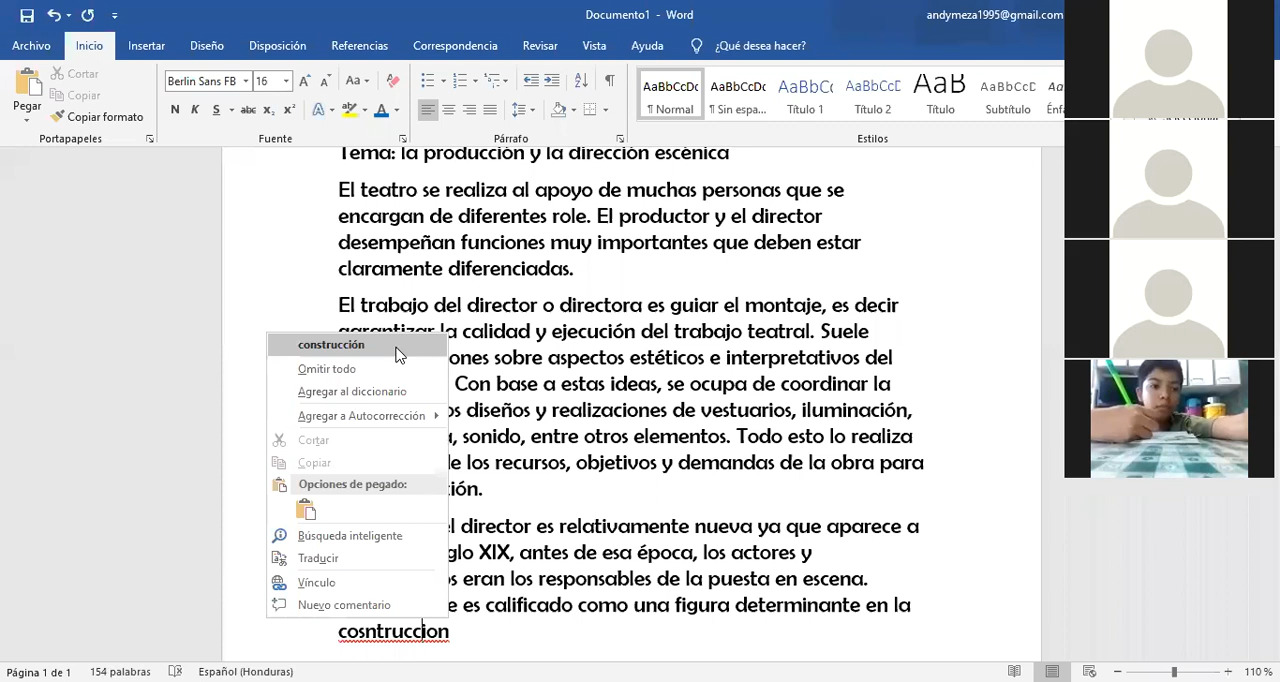 Documento1 - Word
andymeza1995@gmail.com
Archivo Inicio Insertar Diseño Disposición Referencias Correspondencia Revisar Vista Ayuda ¿Qué desea hacer?
Pegar
Cortar
Copiar
Copiar formato
Portapapeles
Berlin Sans FB 16
Aa
N K S abc x₂ x² A A
Fuente
Párrafo
AaBbCcDc AaBbCcDc AaBbCc AaBbCcD AaB AaBbCcD
¶ Normal ¶ Sin espa... Título 1 Título 2 Título Subtítulo
Estilos
Tema: la producción y la dirección escénica
El teatro se realiza al apoyo de muchas personas que se
encargan de diferentes role. El productor y el director
desempeñan funciones muy importantes que deben estar
claramente diferenciadas.
El trabajo del director o directora es guiar el montaje, es decir
garantizar la calidad y ejecución del trabajo teatral. Suele
ones sobre aspectos estéticos e interpretativos del
Con base a estas ideas, se ocupa de coordinar la
os diseños y realizaciones de vestuarios, iluminación,
a, sonido, entre otros elementos. Todo esto lo realiza
e los recursos, objetivos y demandas de la obra para
ión.
l director es relativamente nueva ya que aparece a
glo XIX, antes de esa época, los actores y
s eran los responsables de la puesta en escena.
e es calificado como una figura determinante en la
cosntruccion
construcción
Omitir todo
Agregar al diccionario
Agregar a Autocorrección
Cortar
Copiar
Opciones de pegado:
Búsqueda inteligente
Traducir
Vínculo
Nuevo comentario
Página 1 de 1 154 palabras Español (Honduras) 110 %